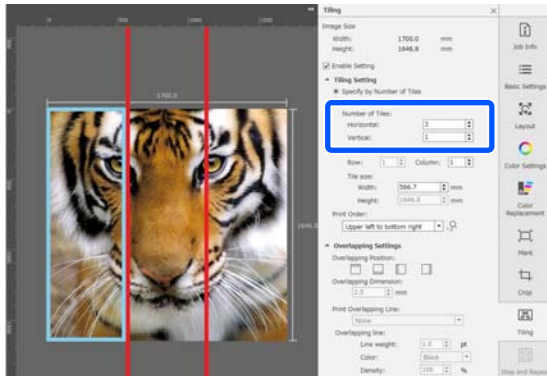 Tiling
Image Size
Width: 1700.0 mm
Height: 1646.8 mm
Enable Setting
Tiling Setting
Specify by Number of Tiles
Number of Tiles:
Horizontal: 3
Vertical: 1
Row: 1 Column: 1
Tile size:
Width: 566.7 mm
Height: 1646.8 mm
Print Order:
Upper left to bottom right
Overlapping Settings
Overlapping Position:
Overlapping Dimension:
2.5 mm
Print Overlapping Line:
None
Overlapping line:
Line weight: 1.0 pt
Color: Black
Density: 100 %
Job Info
Basic Settings
Layout
Color Settings
Color
Replacement
Mark
Crop
Tiling
Step and Repeat
0 500 1000 1500
1700.0
1646.8